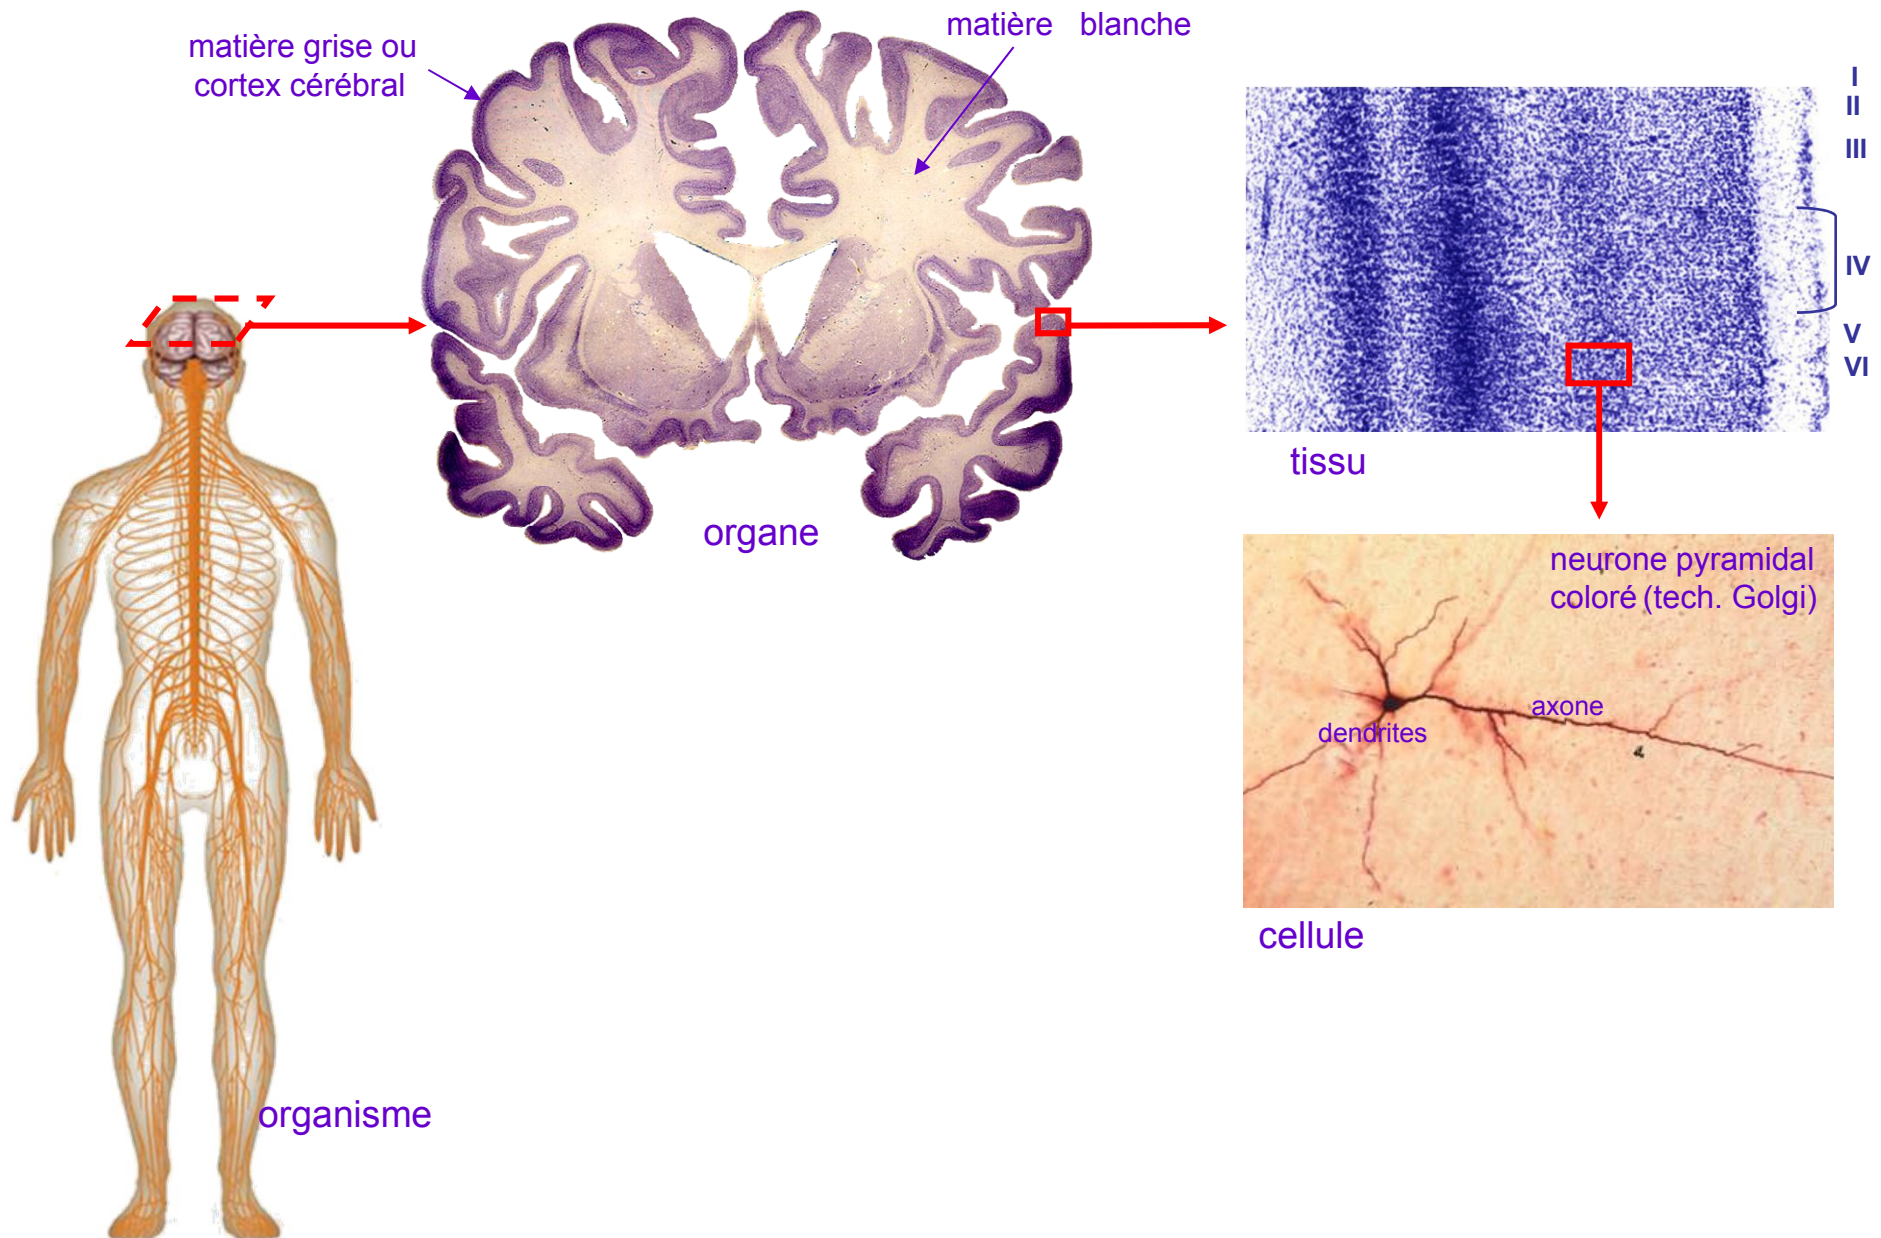 matière grise ou
cortex cérébral
matière blanche
I
II
III
IV
V
VI
tissu
organe
neurone pyramidal
coloré (tech. Golgi)
axone
dendrites
cellule
organisme